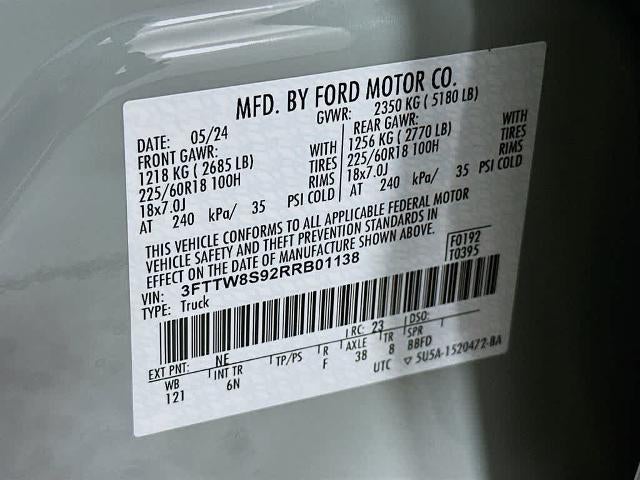 MFD. BY FORD MOTOR CO.
DATE: 05/24 GVWR: 2350 KG ( 5180 LB)
FRONT GAWR: REAR GAWR:
1218 KG ( 2685 LB) WITH 1256 KG ( 2770 LB) WITH
225/60R18 100H TIRES 225/60R18 100H TIRES
18x7.0J RIMS 18x7.0J RIMS
AT 240 kPa/ 35 PSI COLD AT 240 kPa/ 35 PSI COLD
THIS VEHICLE CONFORMS TO ALL APPLICABLE FEDERAL MOTOR
VEHICLE SAFETY AND THEFT PREVENTION STANDARDS IN
EFFECT ON THE DATE OF MANUFACTURE SHOWN ABOVE.
F0192
VIN: 3FTTW8S92RRB01138 T0395
TYPE: Truck
RC: 23 DSO:
EXT PNT: NE
WB INT TR TP/PS R AXLE TR SPR
121 6N F 38 8 BBFD
UTC ▽ 5U5A-1520472-BA